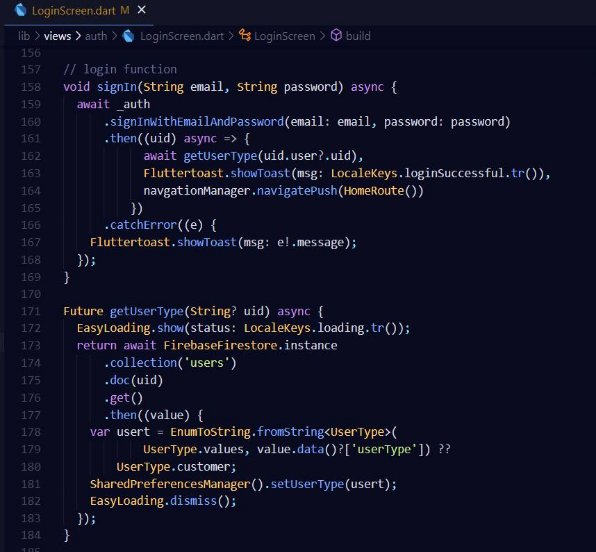 LoginScreen.dart M ×
lib > views > auth > LoginScreen.dart > LoginScreen > build
156
157 // login function
158 void signIn(String email, String password) async {
159 await _auth
160 .signInWithEmailAndPassword(email: email, password: password)
161 .then((uid) async => {
162 await getUserType(uid.user?.uid),
163 Fluttertoast.showToast(msg: LocaleKeys.loginSuccessful.tr()),
164 navgationManager.navigatePush(HomeRoute())
165 })
166 .catchError((e) {
167 Fluttertoast.showToast(msg: e!.message);
168 });
169 }
170
171 Future getUserType(String? uid) async {
172 EasyLoading.show(status: LocaleKeys.loading.tr());
173 return await FirebaseFirestore.instance
174 .collection('users')
175 .doc(uid)
176 .get()
177 .then((value) {
178 var usert = EnumToString.fromString<UserType>(
179 UserType.values, value.data()?['userType']) ??
180 UserType.customer;
181 SharedPreferencesManager().setUserType(usert);
182 EasyLoading.dismiss();
183 });
184 }
185